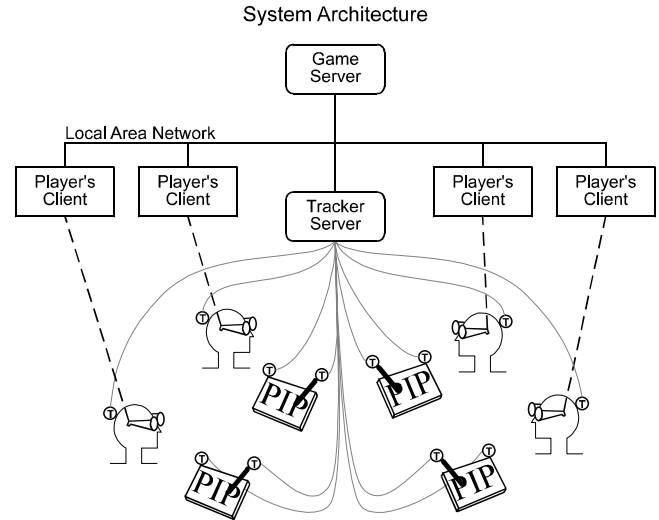 System Architecture
Game
Server
Local Area Network
Player's
Client
Player's
Client
Tracker
Server
Player's
Client
Player's
Client
T
T
T
T
T
T
PIP
T
T
PIP
T
T
T
T
PIP
T
T
PIP